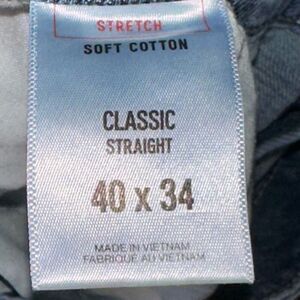 STRETCH
SOFT COTTON
CLASSIC
STRAIGHT
40 x 34
MADE IN VIETNAM
FABRIQUÉ AU VIETNAM